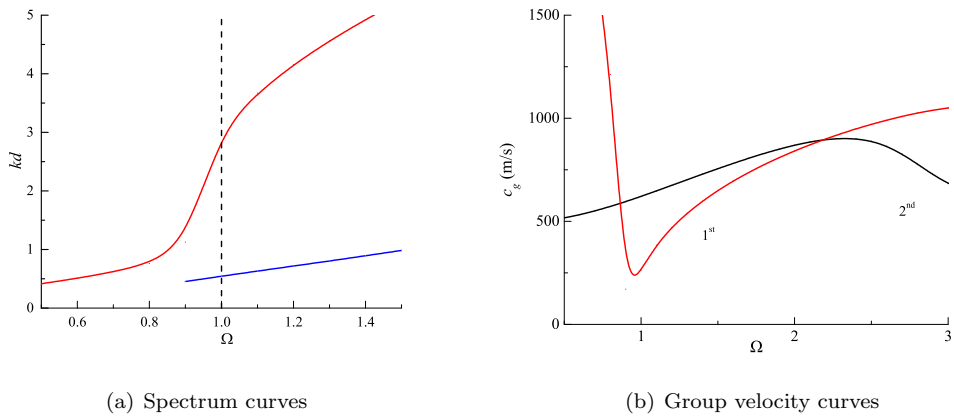 5
4
3
2
1
0
kd
0.6
0.8
1.0
1.2
1.4
Ω
(a) Spectrum curves
1500
1000
500
0
c_g (m/s)
1st
2nd
1
2
3
Ω
(b) Group velocity curves